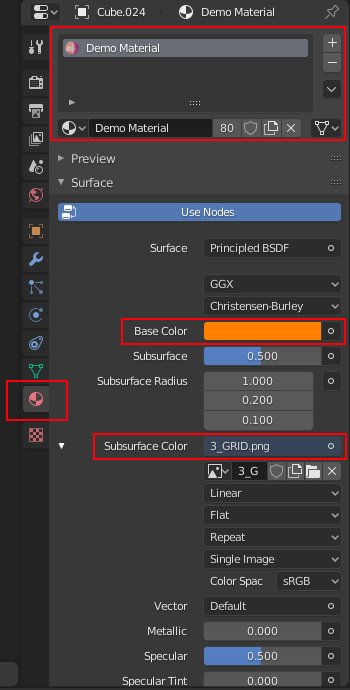 Cube.024 Demo Material
Demo Material
Demo Material 80
Preview
Surface
Use Nodes
Surface Principled BSDF
GGX
Christensen-Burley
Base Color
Subsurface 0.500
Subsurface Radius 1.000
0.200
0.100
Subsurface Color 3_GRID.png
3_G
Linear
Flat
Repeat
Single Image
Color Spac sRGB
Vector Default
Metallic 0.000
Specular 0.500
Specular Tint 0.000